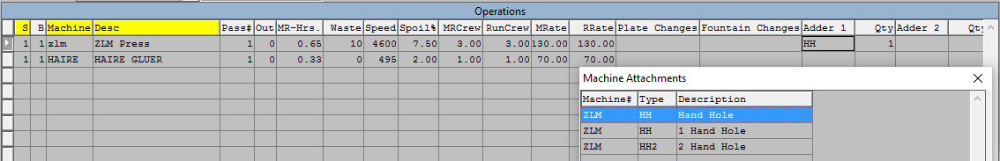 Operations
S B Machine Desc Pass# Out MR-Hrs. Waste Speed Spoil% MRCrew RunCrew MRate RRate Plate Changes Fountain Changes Adder 1 Qty Adder 2 Qty
1 1 zlm ZLM Press 1 0 0.65 10 4600 7.50 3.00 3.00 130.00 130.00 HH 1
1 1 HAIRE HAIRE GLUER 1 0 0.33 0 495 2.00 1.00 1.00 70.00 70.00
Machine Attachments
Machine# Type Description
ZLM HH Hand Hole
ZLM HH 1 Hand Hole
ZLM HH2 2 Hand Hole